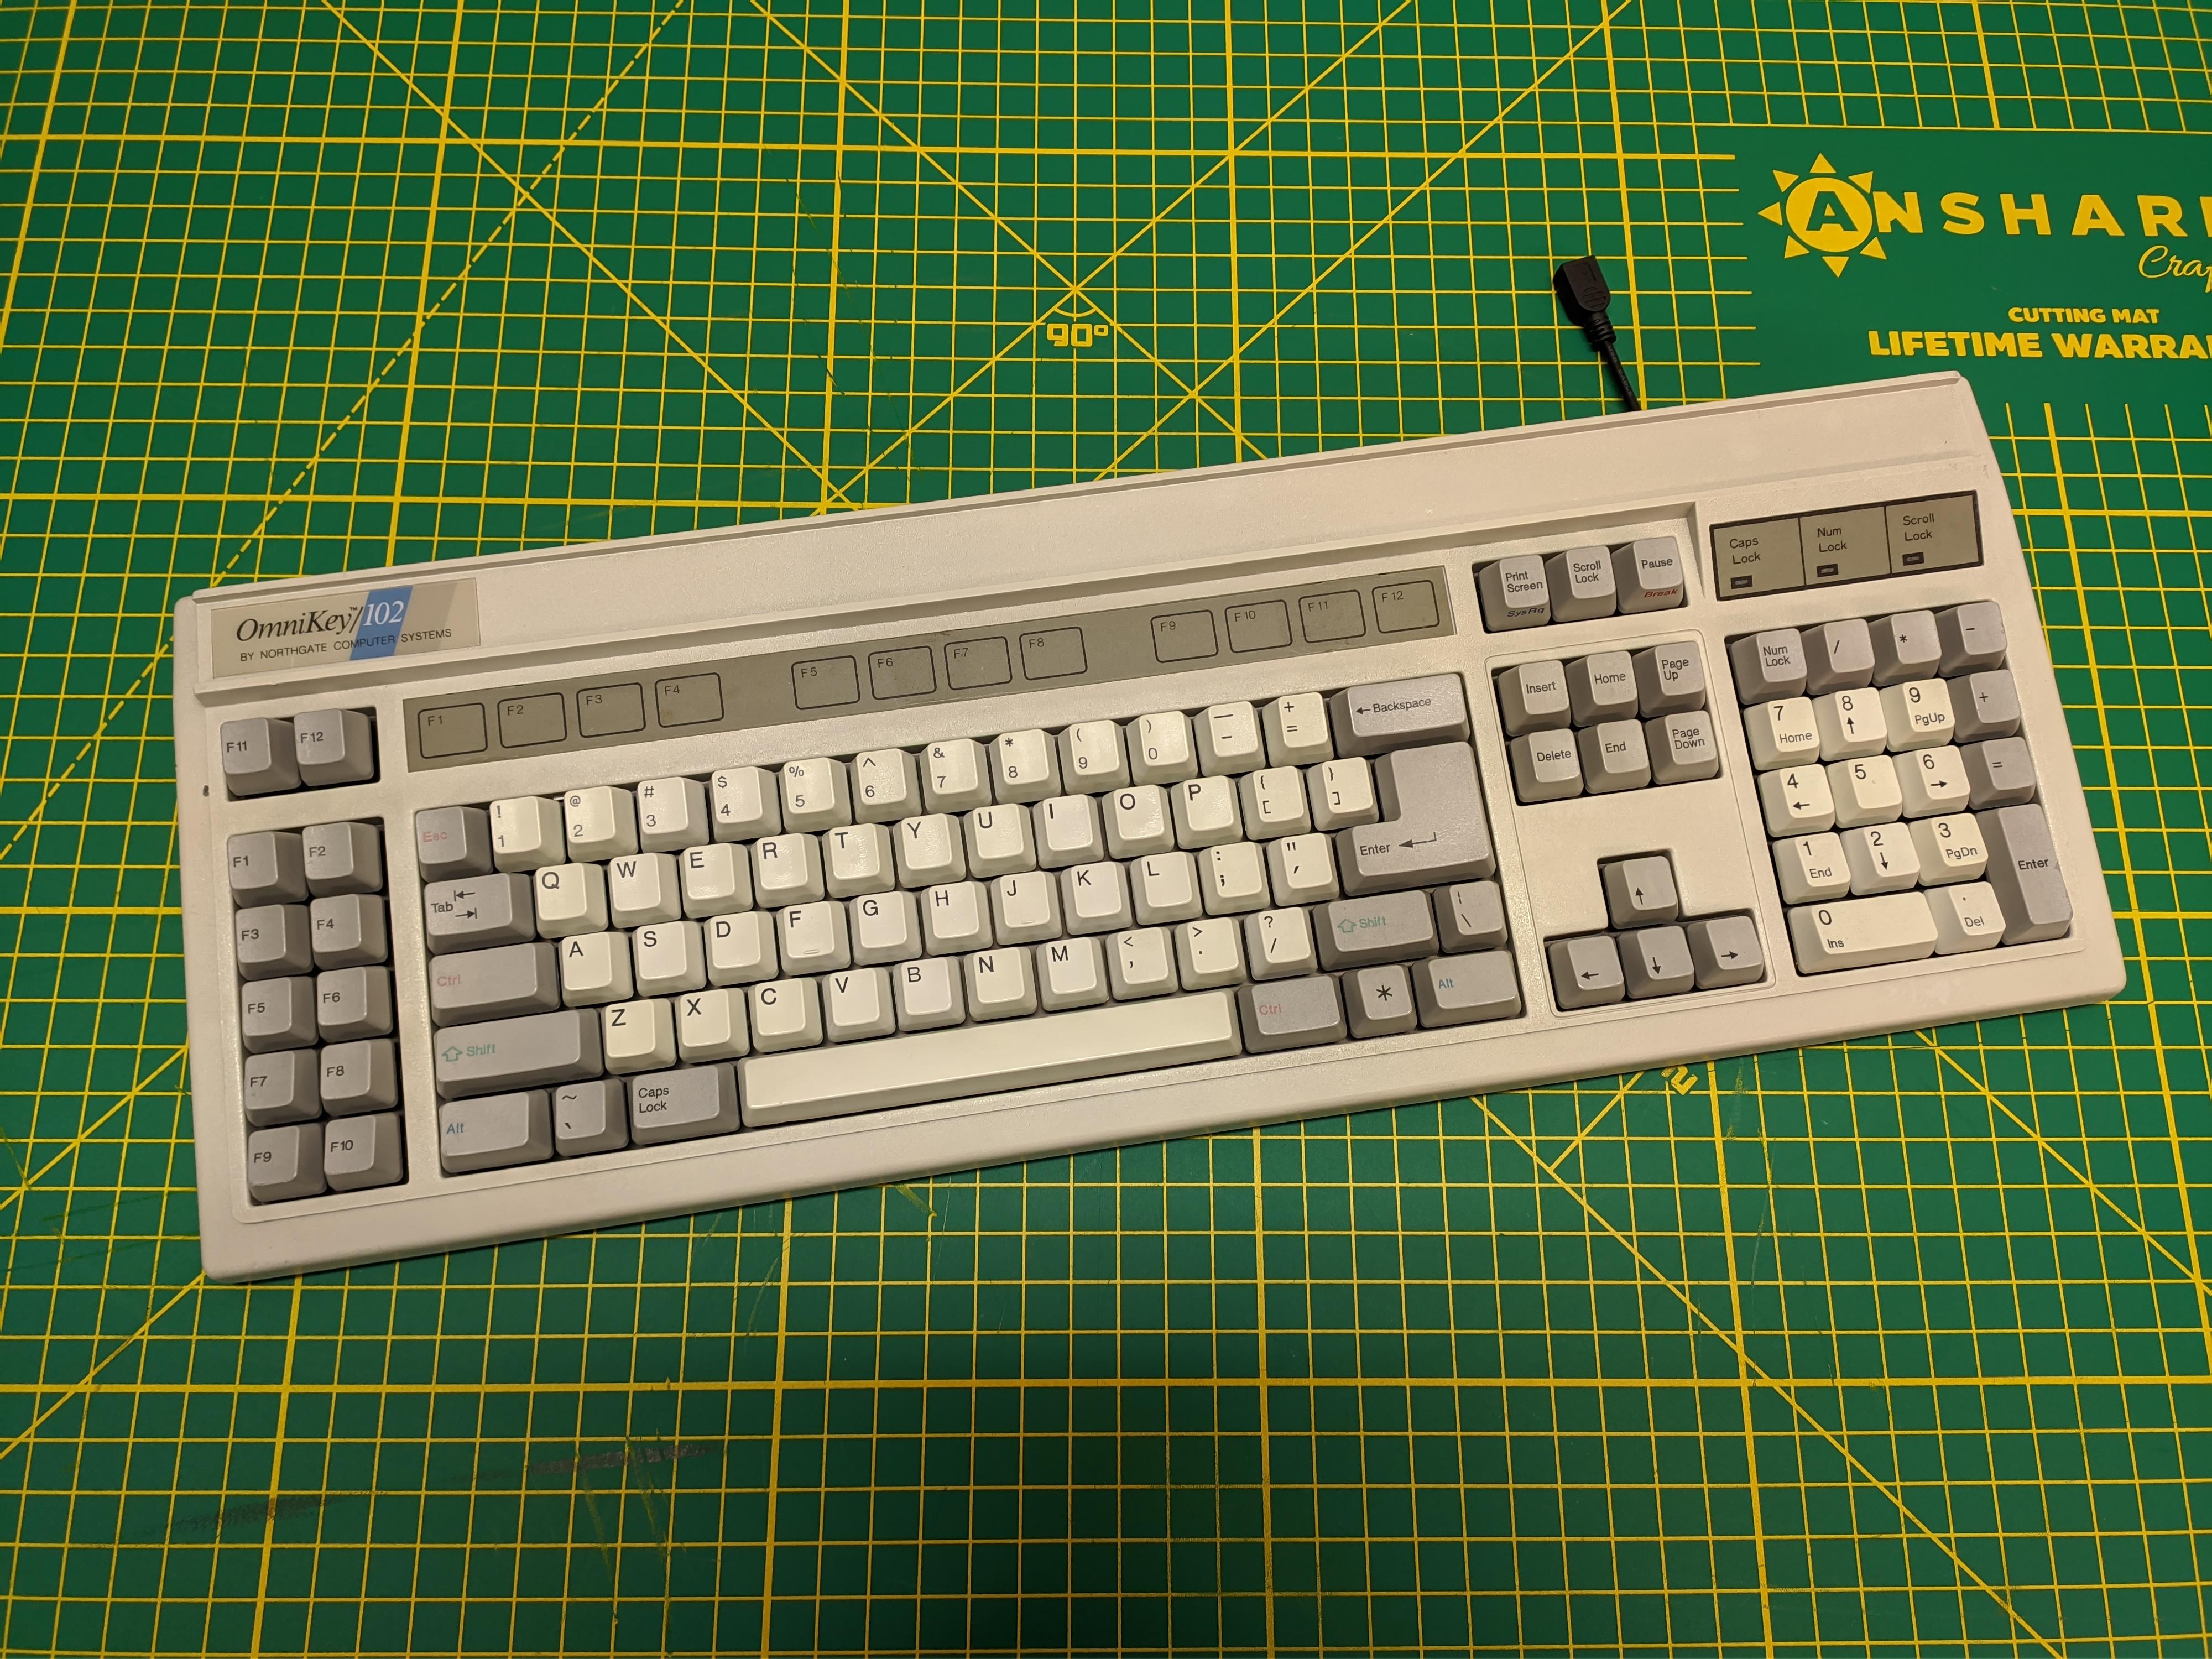 ANSHAR
Cra
CUTTING MAT
LIFETIME WARRA
90°
OmniKey™/102
BY NORTHGATE COMPUTER SYSTEMS
F1 F2 F3 F4 F5 F6 F7 F8 F9 F10 F11 F12
Print Screen SysRq
Scroll Lock
Pause Break
Caps Lock
Num Lock
Scroll Lock
F11 F12
F1 F2
F3 F4
F5 F6
F7 F8
F9 F10
Esc ! 1 @ 2 # 3 $ 4 % 5 ^ 6 & 7 * 8 ( 9 ) 0 — - + = ← Backspace
Tab Q W E R T Y U I O P { [ } ]
Ctrl A S D F G H J K L : ; " ' Enter
Shift Z X C V B N M < , > . ? / Shift ¦ \
Alt ~ ` Caps Lock Ctrl * Alt
Insert Home Page Up
Delete End Page Down
↑
← ↓ →
Num Lock / * -
7 Home 8 ↑ 9 PgUp +
4 ← 5 6 → =
1 End 2 ↓ 3 PgDn Enter
0 Ins . Del